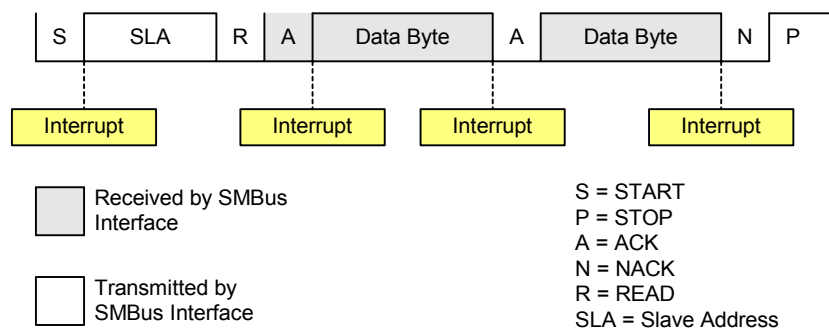 S SLA R A Data Byte A Data Byte N P
Interrupt Interrupt Interrupt Interrupt
Received by SMBus
Interface
Transmitted by
SMBus Interface
S = START
P = STOP
A = ACK
N = NACK
R = READ
SLA = Slave Address